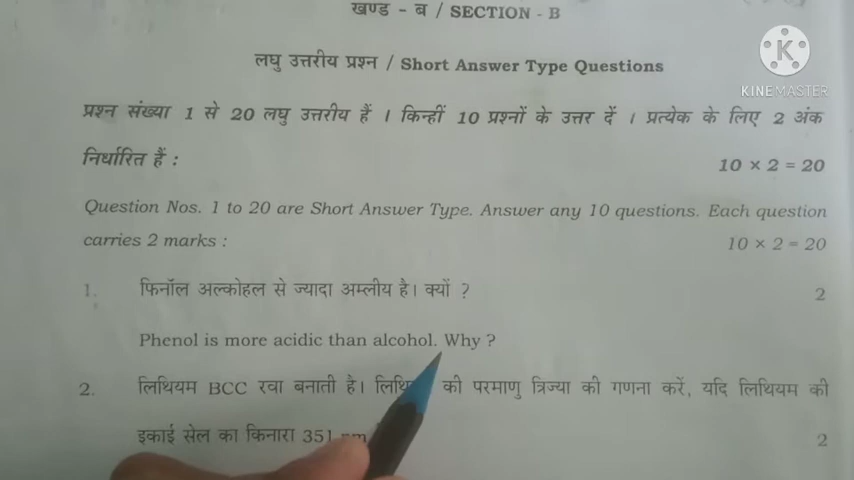 खण्ड - ब / SECTION - B
K
KINEMASTER
लघु उत्तरीय प्रश्न / Short Answer Type Questions
प्रश्न संख्या 1 से 20 लघु उत्तरीय हैं । किन्हीं 10 प्रश्नों के उत्तर दें । प्रत्येक के लिए 2 अंक
निर्धारित हैं : 10 × 2 = 20
Question Nos. 1 to 20 are Short Answer Type. Answer any 10 questions. Each question
carries 2 marks : 10 × 2 = 20
1. फिनॉल अल्कोहल से ज्यादा अम्लीय है। क्यों ? 2
Phenol is more acidic than alcohol. Why ?
2. लिथियम BCC रवा बनाती है। की परमाणु त्रिज्या की गणना करें, यदि लिथियम की
इकाई सेल का किनारा 351 2